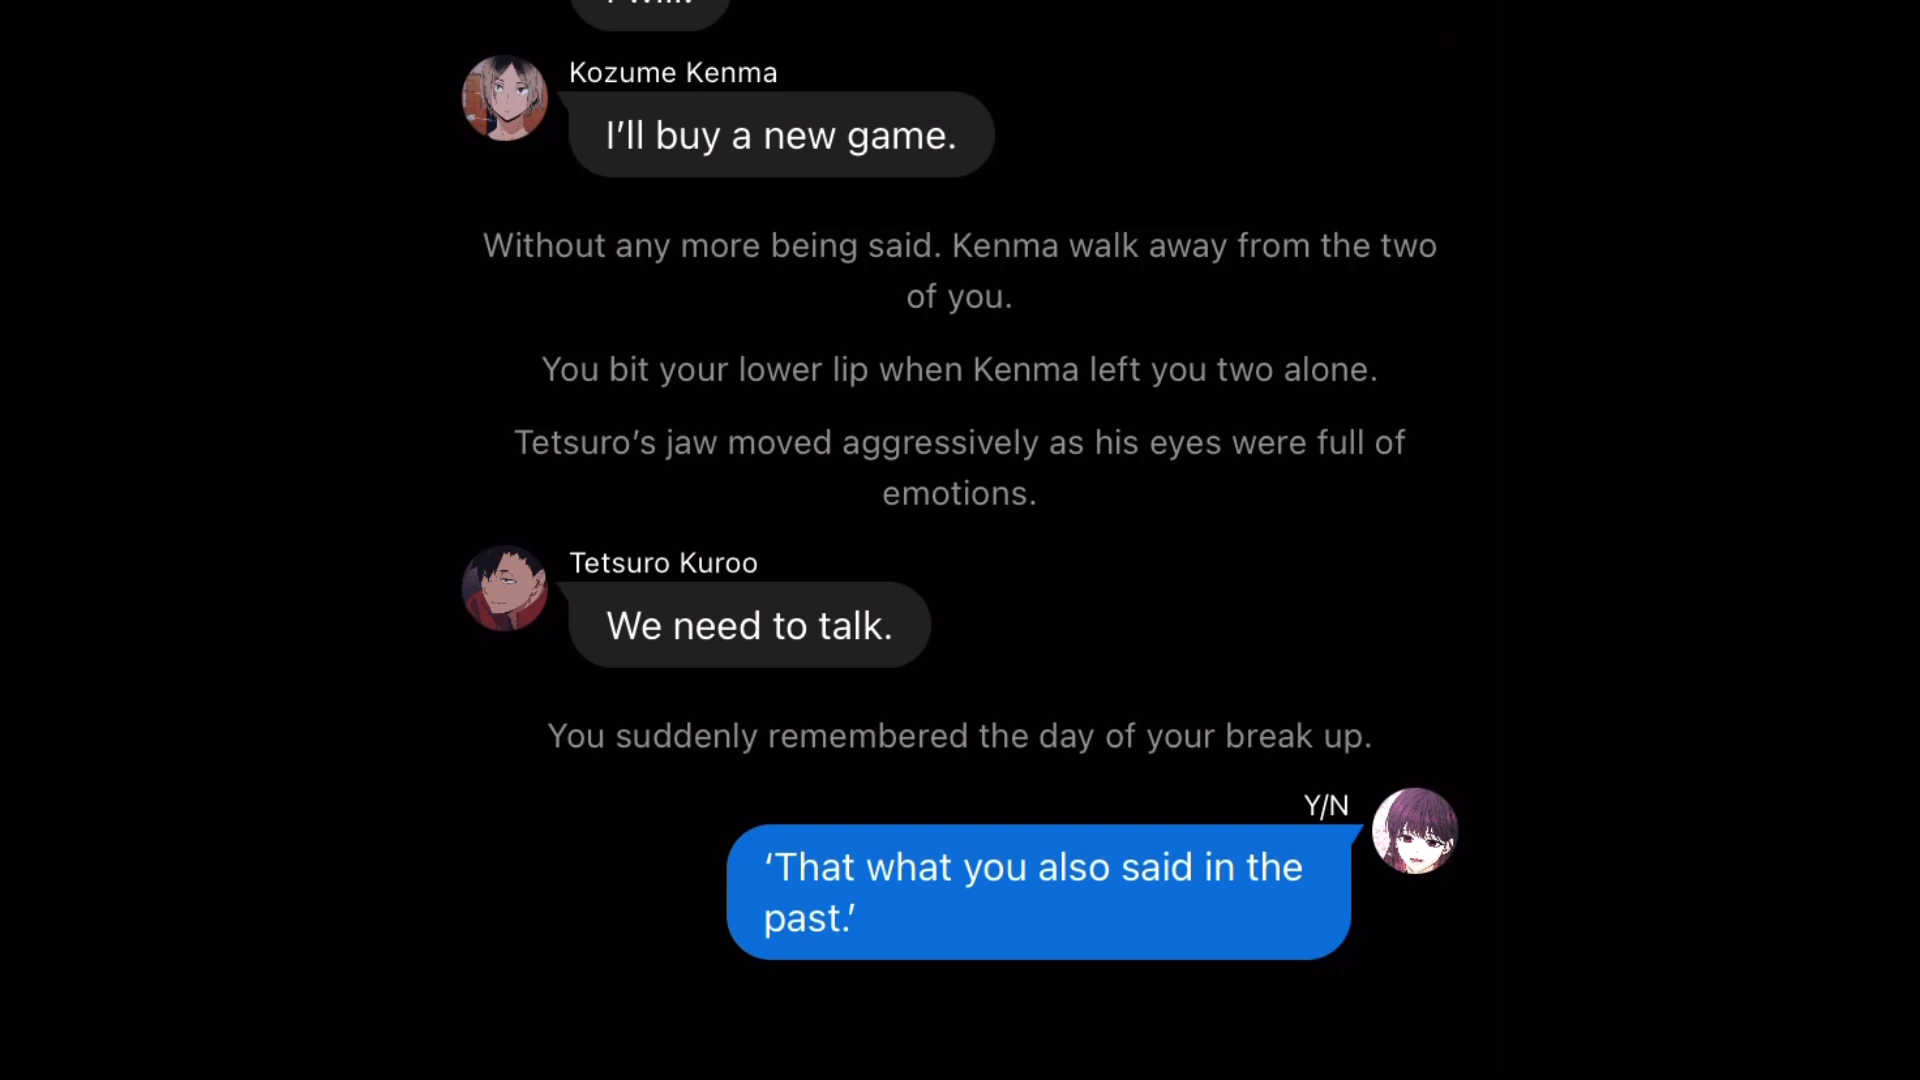 Kozume Kenma
I’ll buy a new game.
Without any more being said. Kenma walk away from the two
of you.
You bit your lower lip when Kenma left you two alone.
Tetsuro’s jaw moved aggressively as his eyes were full of
emotions.
Tetsuro Kuroo
We need to talk.
You suddenly remembered the day of your break up.
Y/N
‘That what you also said in the
past.’